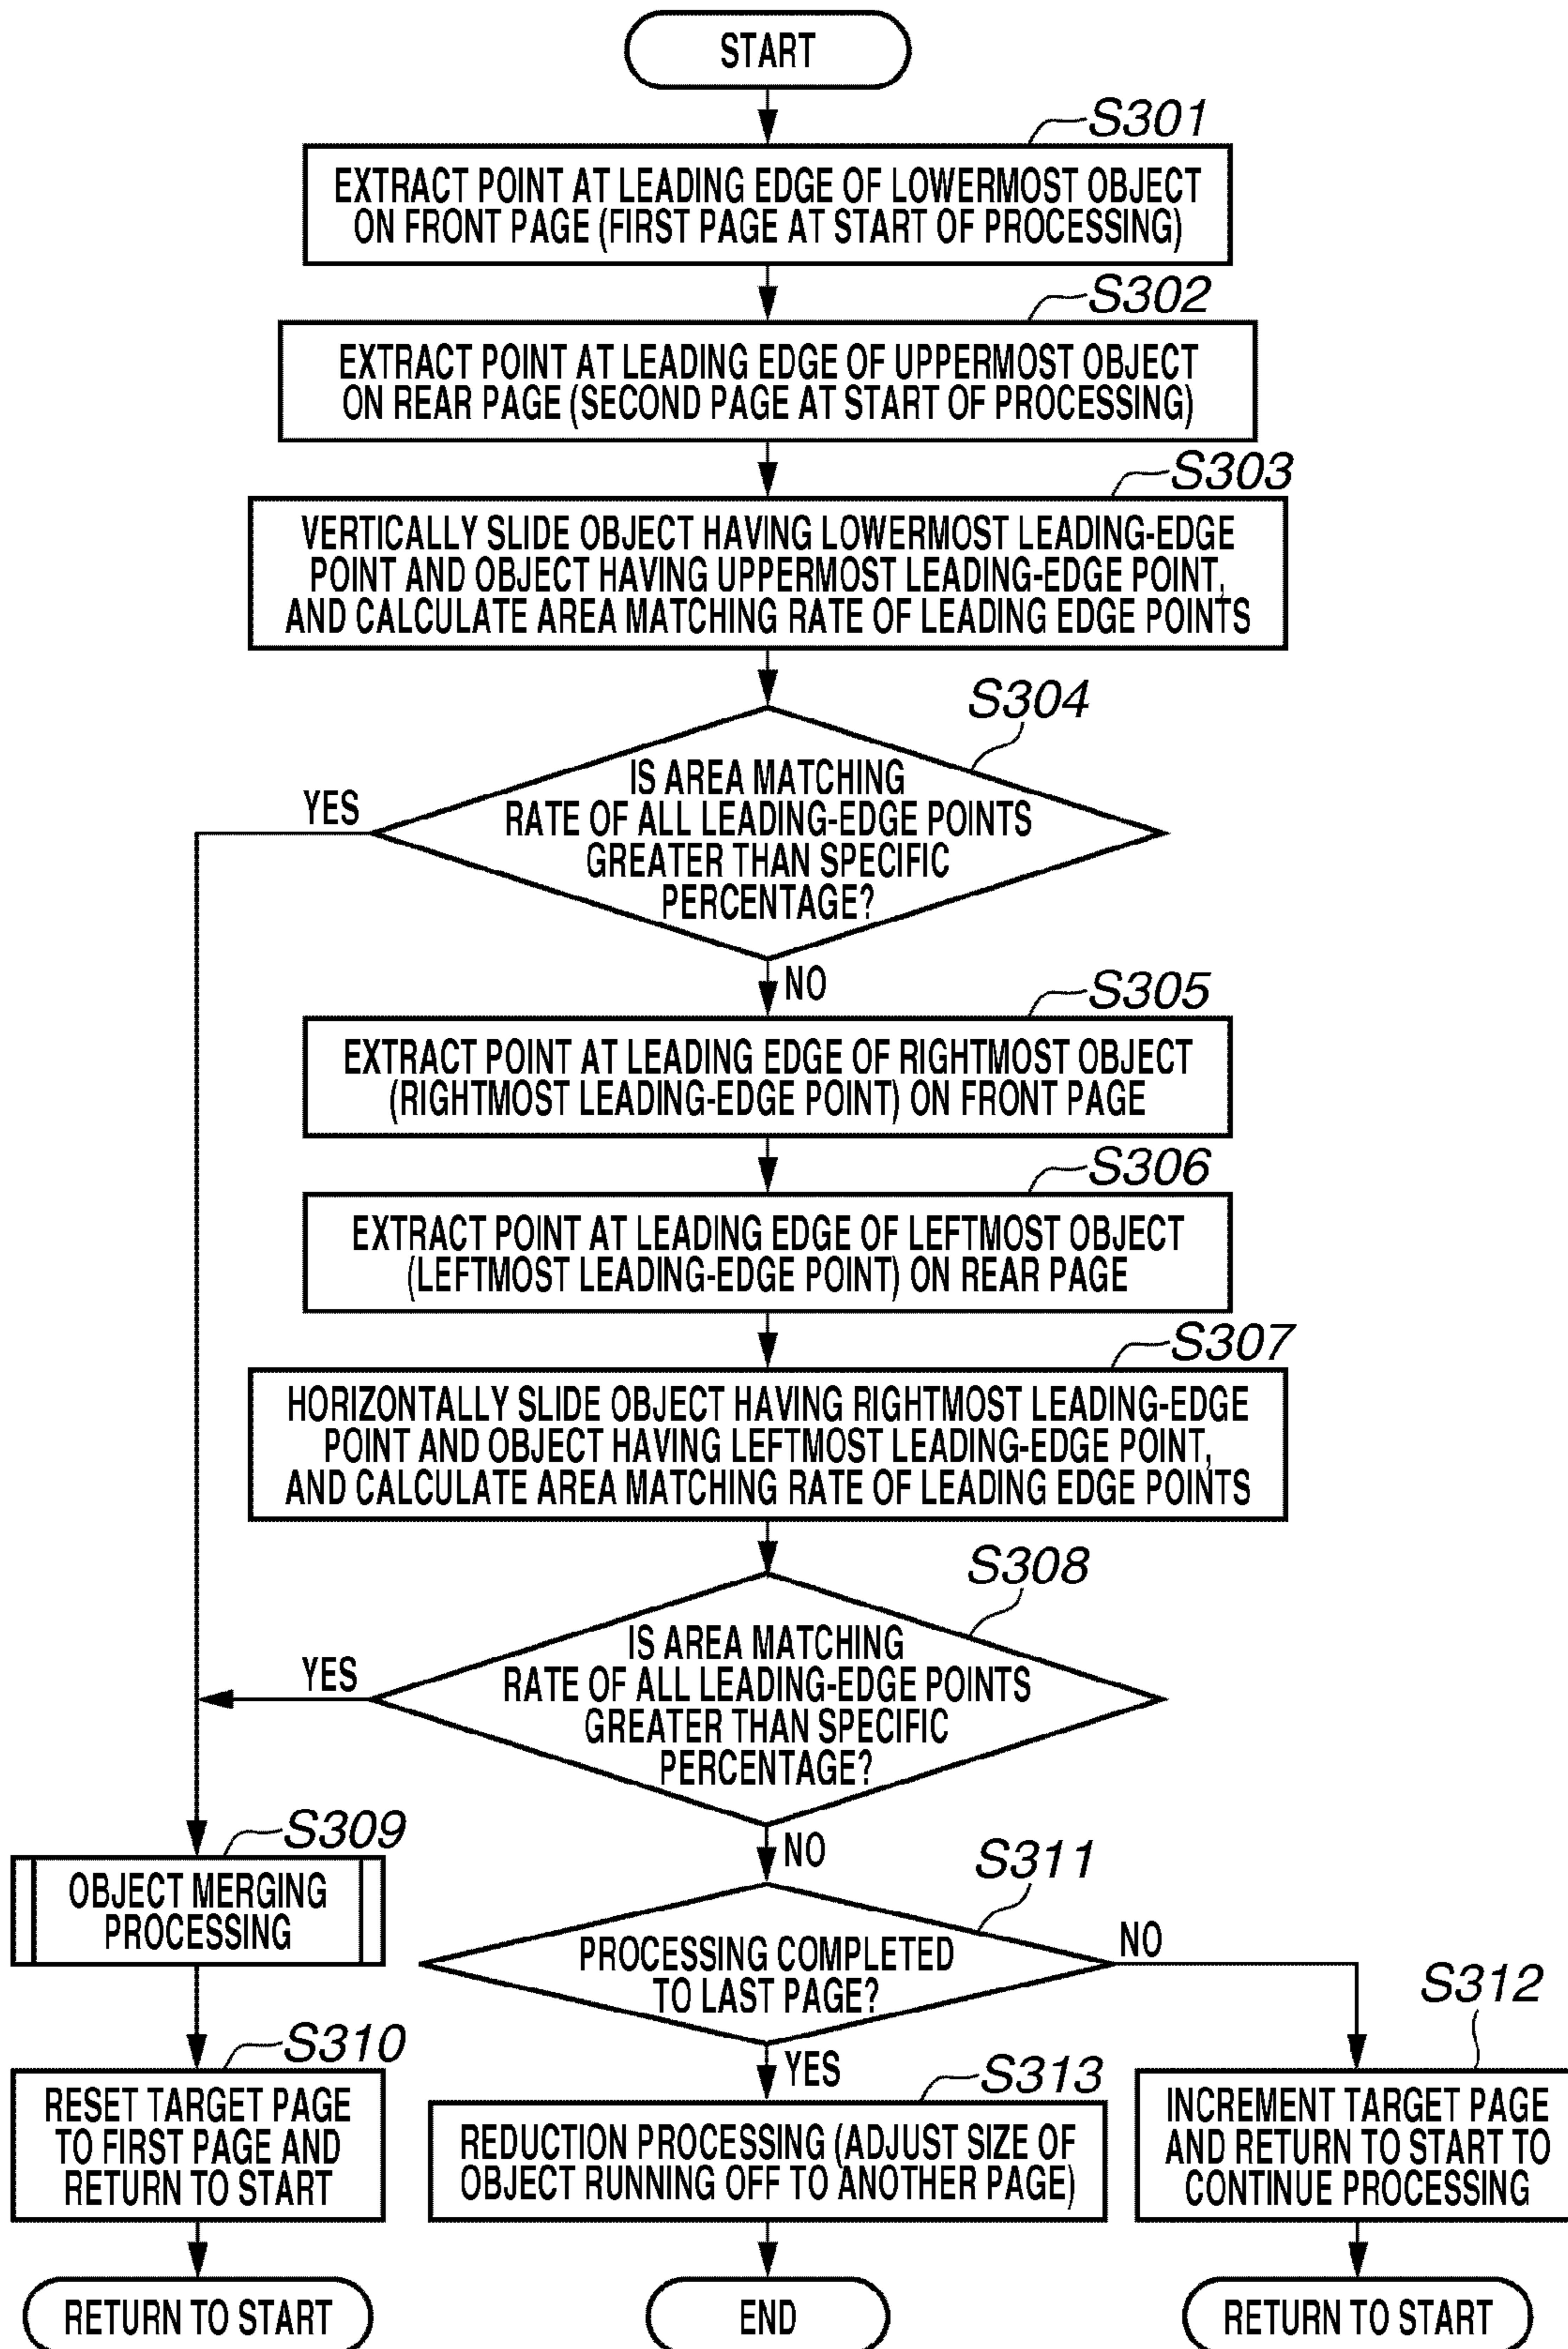 START
S301
EXTRACT POINT AT LEADING EDGE OF LOWERMOST OBJECT
ON FRONT PAGE (FIRST PAGE AT START OF PROCESSING)
S302
EXTRACT POINT AT LEADING EDGE OF UPPERMOST OBJECT
ON REAR PAGE (SECOND PAGE AT START OF PROCESSING)
S303
VERTICALLY SLIDE OBJECT HAVING LOWERMOST LEADING-EDGE
POINT AND OBJECT HAVING UPPERMOST LEADING-EDGE POINT,
AND CALCULATE AREA MATCHING RATE OF LEADING EDGE POINTS
S304
IS AREA MATCHING
RATE OF ALL LEADING-EDGE POINTS
GREATER THAN SPECIFIC
PERCENTAGE?
YES
NO
S305
EXTRACT POINT AT LEADING EDGE OF RIGHTMOST OBJECT
(RIGHTMOST LEADING-EDGE POINT) ON FRONT PAGE
S306
EXTRACT POINT AT LEADING EDGE OF LEFTMOST OBJECT
(LEFTMOST LEADING-EDGE POINT) ON REAR PAGE
S307
HORIZONTALLY SLIDE OBJECT HAVING RIGHTMOST LEADING-EDGE
POINT AND OBJECT HAVING LEFTMOST LEADING-EDGE POINT,
AND CALCULATE AREA MATCHING RATE OF LEADING EDGE POINTS
S308
IS AREA MATCHING
RATE OF ALL LEADING-EDGE POINTS
GREATER THAN SPECIFIC
PERCENTAGE?
YES
NO
S309
OBJECT MERGING
PROCESSING
S310
RESET TARGET PAGE
TO FIRST PAGE AND
RETURN TO START
RETURN TO START
S311
PROCESSING COMPLETED
TO LAST PAGE?
NO
YES
S313
REDUCTION PROCESSING (ADJUST SIZE OF
OBJECT RUNNING OFF TO ANOTHER PAGE)
END
S312
INCREMENT TARGET PAGE
AND RETURN TO START TO
CONTINUE PROCESSING
RETURN TO START